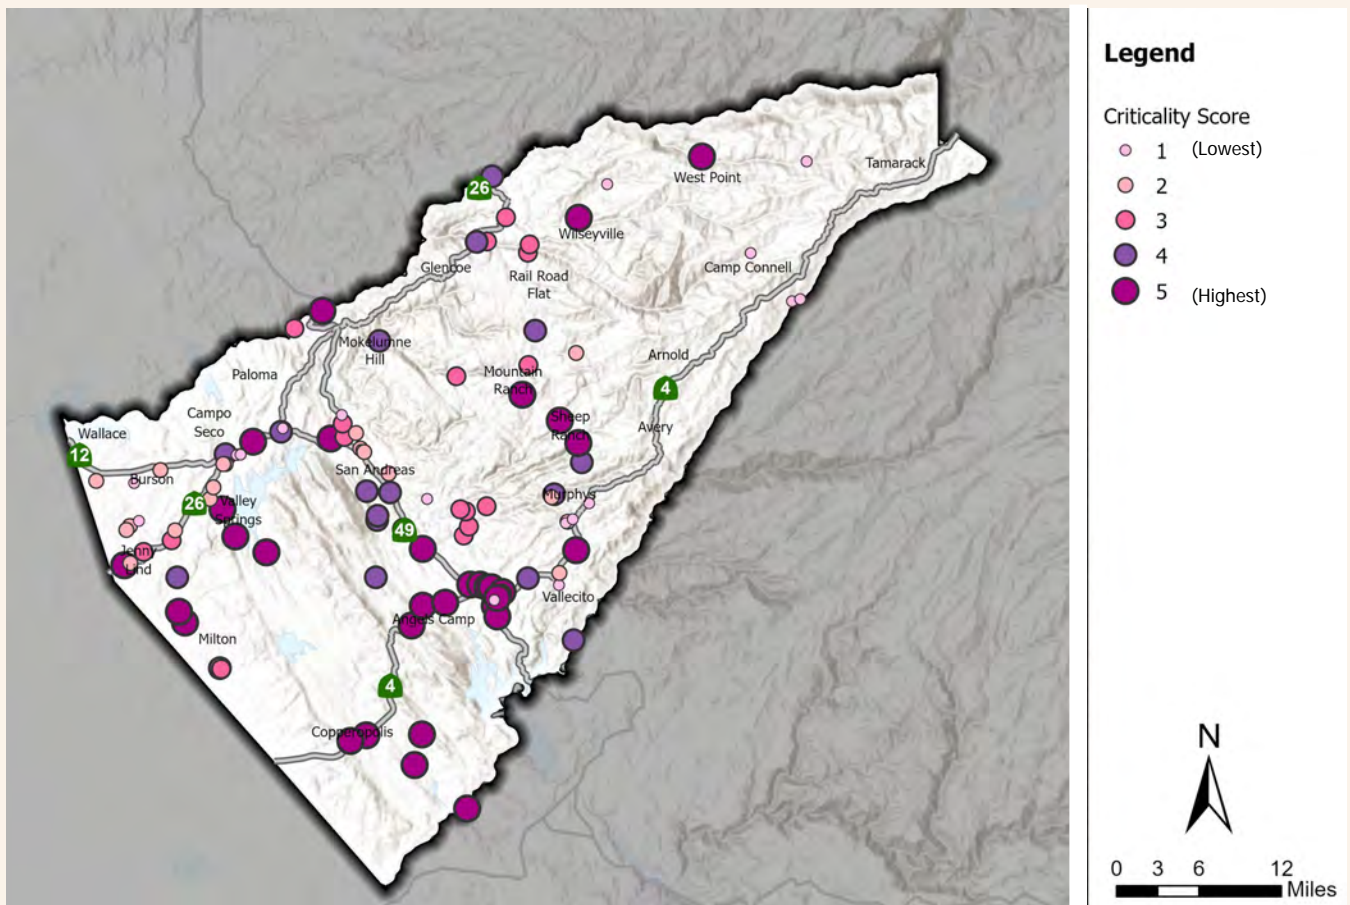 Tamarack
West Point
26
Wilseyville
Glencoe
Camp Connell
Rail Road
Flat
Mokelumne
Hill
Arnold
Paloma
Mountain
Ranch
4
Campo
Seco
Sheep
Ranch
Avery
Wallace
12
San Andreas
Burson
Murphys
26
Valley
Springs
49
Jenny
Lind
Vallecito
Angels Camp
Milton
4
Copperopolis
Legend
Criticality Score
1 (Lowest)
2
3
4
5 (Highest)
N
0 3 6 12
Miles